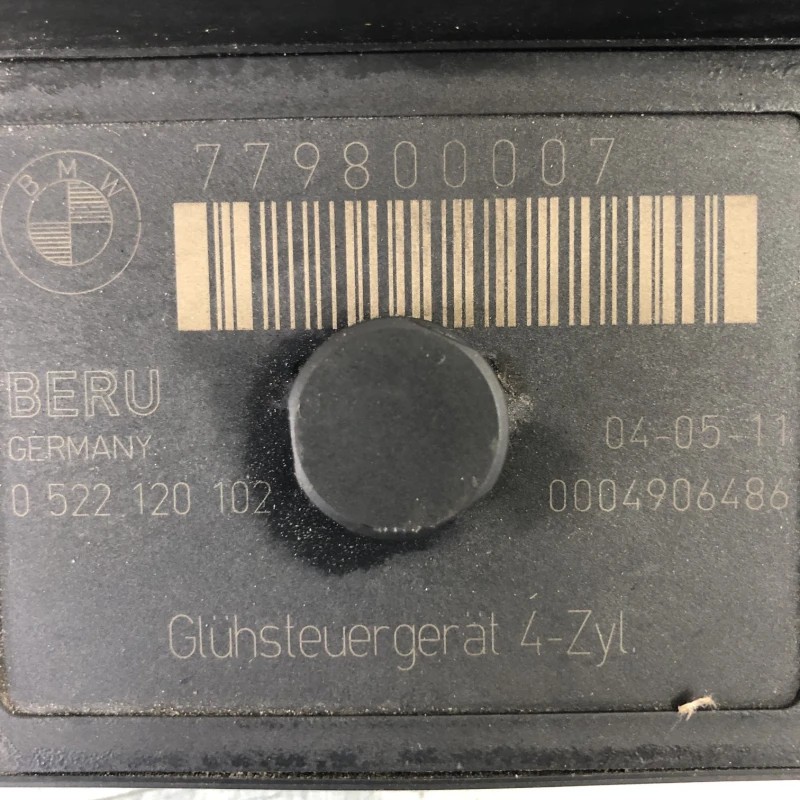 779800007
BMW
BERU
GERMANY
04-05-11
0 522 120 102
0004906486
Glühsteuergerät 4-Zyl.